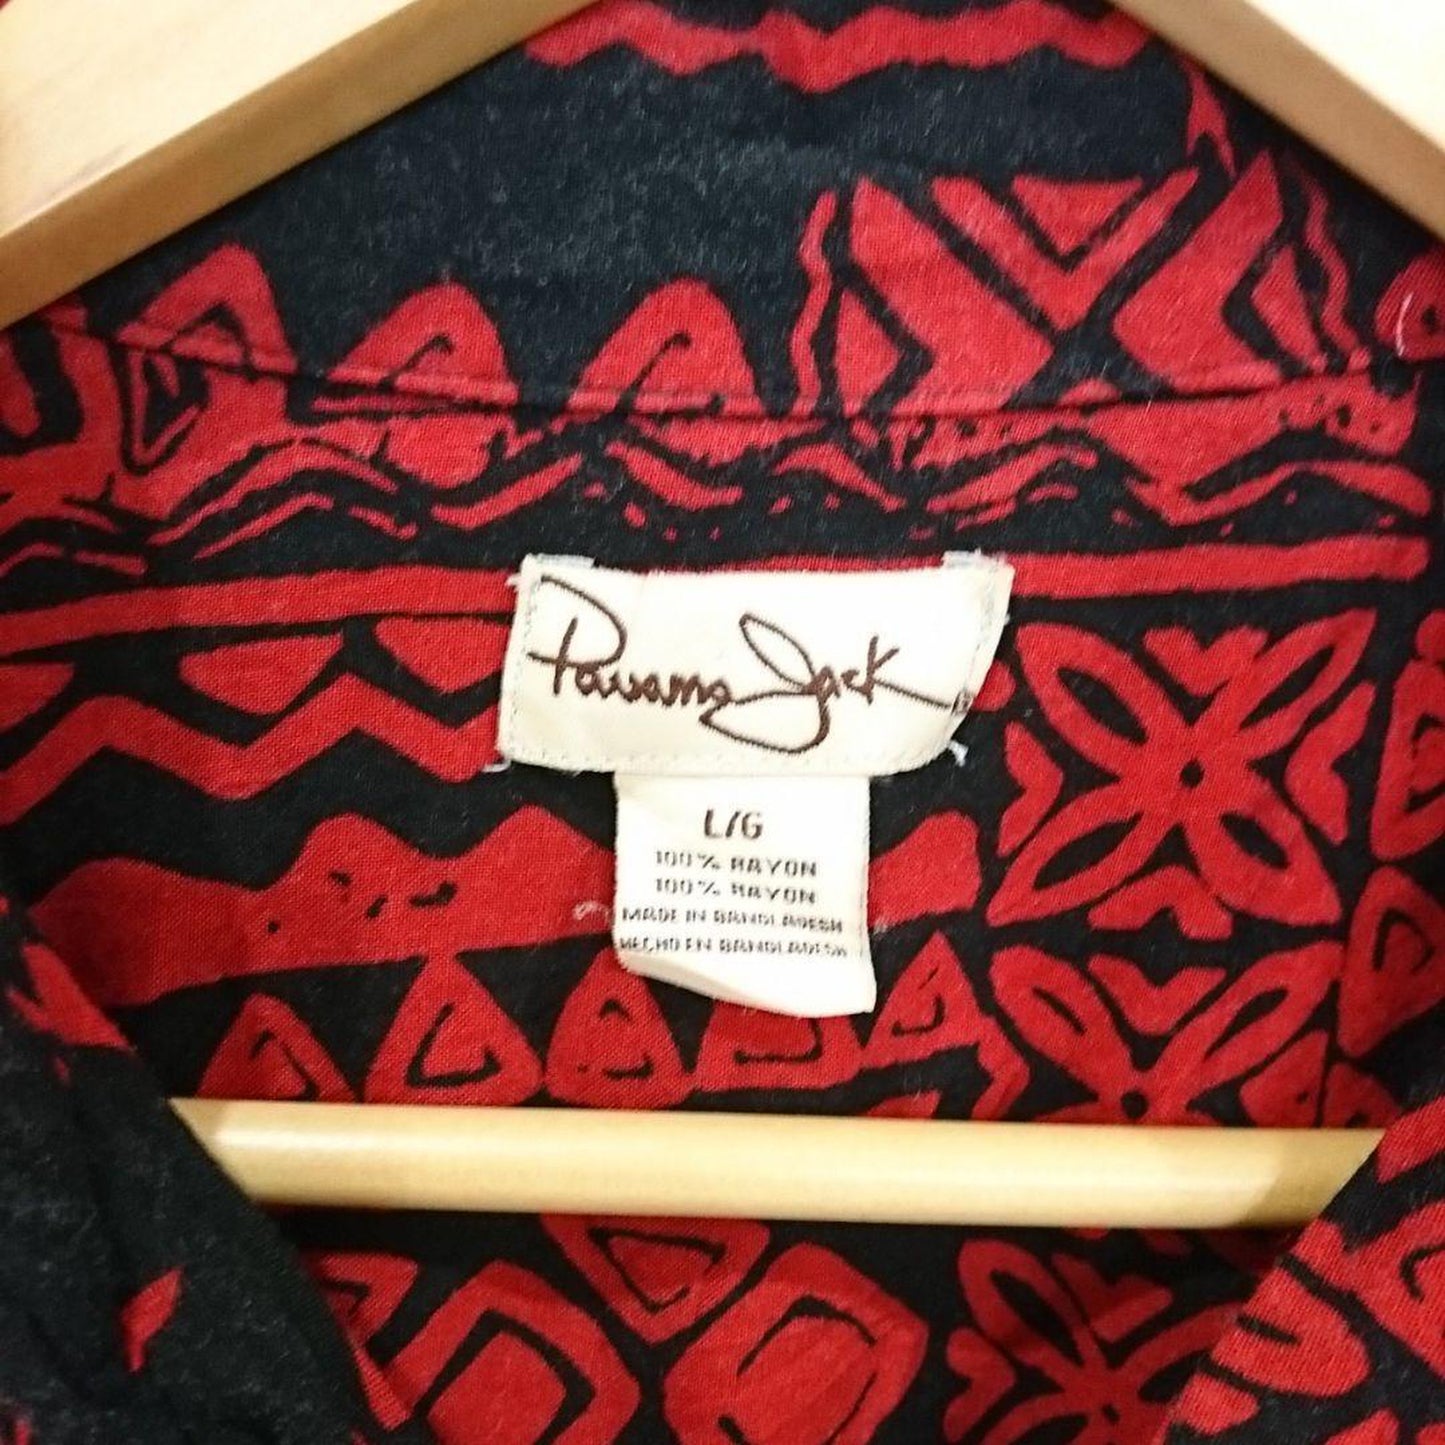 Panama Jack
L/G
100% RAYON
100% RAYON
MADE IN BANGLADESH
HECHO EN BANGLADESH